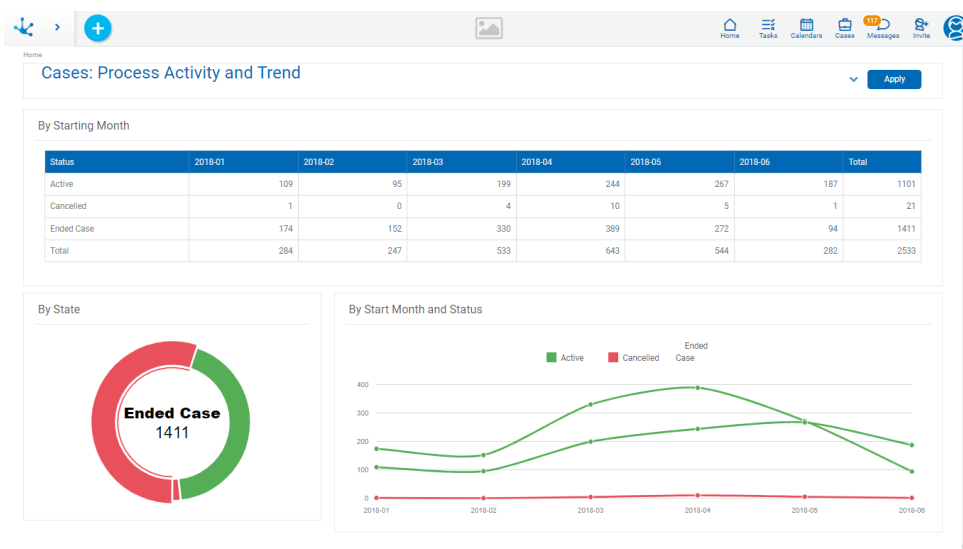 Home Tasks Calendars Cases 117 Messages Invite
Home
Cases: Process Activity and Trend
Apply
By Starting Month
Status 2018-01 2018-02 2018-03 2018-04 2018-05 2018-06 Total
Active 109 95 199 244 267 187 1101
Cancelled 1 0 4 10 5 1 21
Ended Case 174 152 330 389 272 94 1411
Total 284 247 533 643 544 282 2533
By State
Ended Case
1411
By Start Month and Status
Active Cancelled Ended Case
400
300
200
100
0
2018-01 2018-02 2018-03 2018-04 2018-05 2018-06